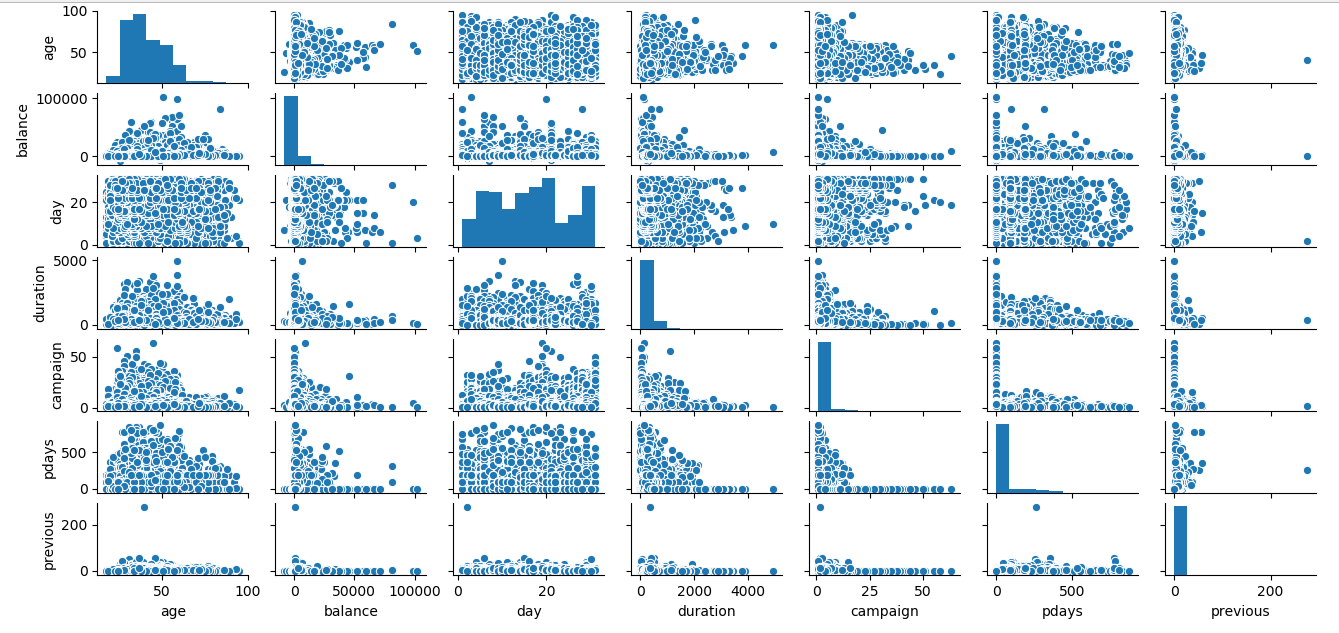 100
50
age
100000
0
balance
20
0
day
5000
0
duration
50
0
campaign
500
0
pdays
200
0
previous
50 100 0 50000 100000 0 20 0 2000 4000 0 25 50 0 500 0 200
age balance day duration campaign pdays previous